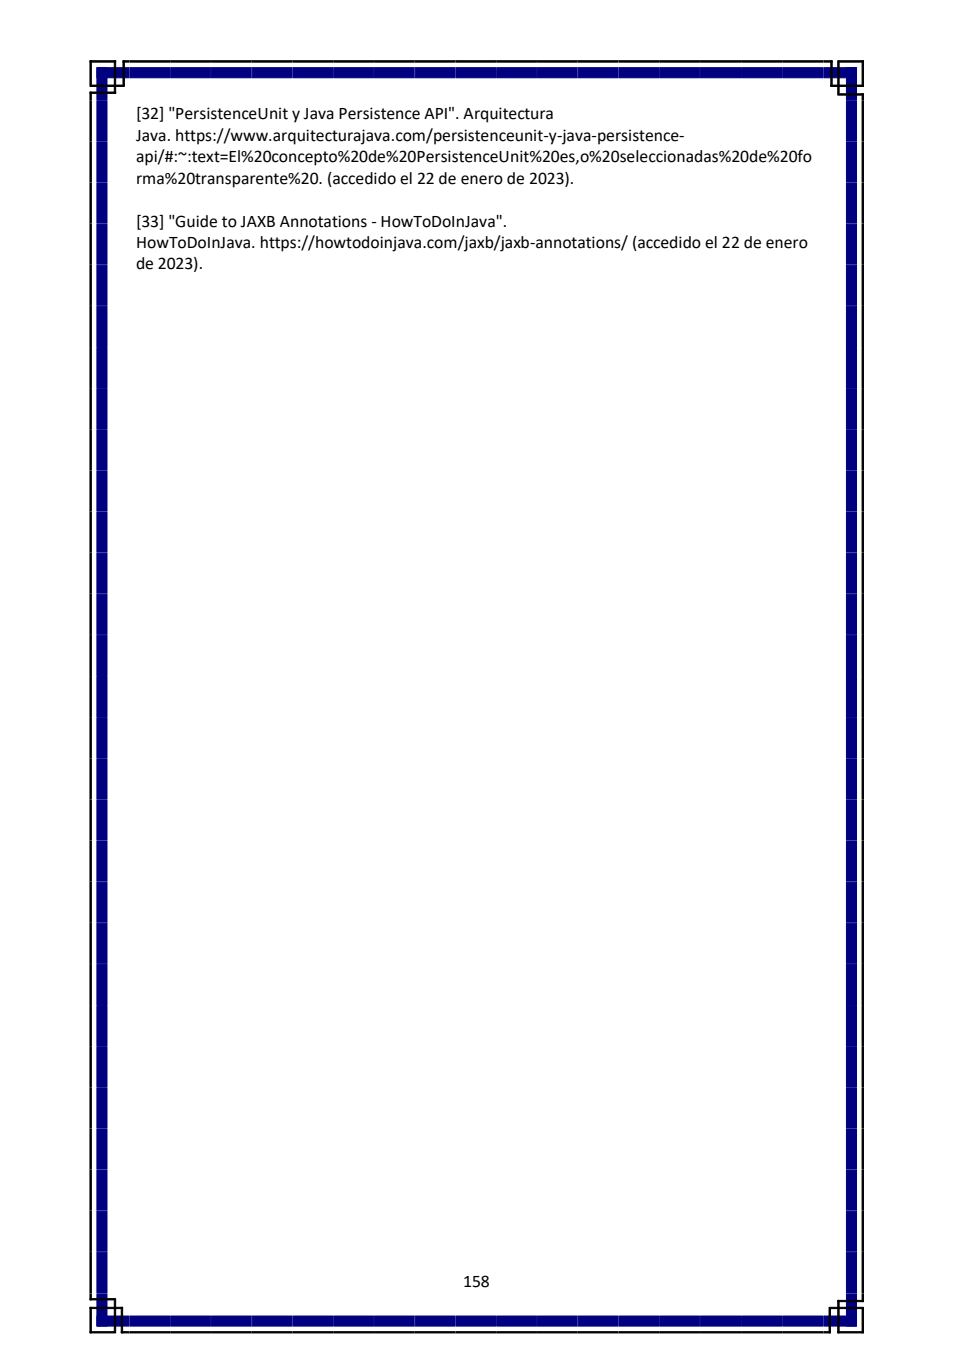 [32] "PersistenceUnit y Java Persistence API". Arquitectura
Java. https://www.arquitecturajava.com/persistenceunit-y-java-persistence-
api/#:~:text=El%20concepto%20de%20PersistenceUnit%20es,o%20seleccionadas%20de%20fo
rma%20transparente%20. (accedido el 22 de enero de 2023).
[33] "Guide to JAXB Annotations - HowToDoInJava".
HowToDoInJava. https://howtodoinjava.com/jaxb/jaxb-annotations/ (accedido el 22 de enero
de 2023).
158